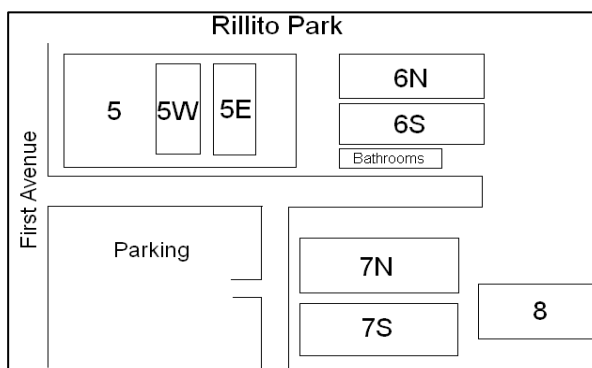 Rillito Park
First Avenue
5
5W
5E
6N
6S
Bathrooms
Parking
7N
7S
8